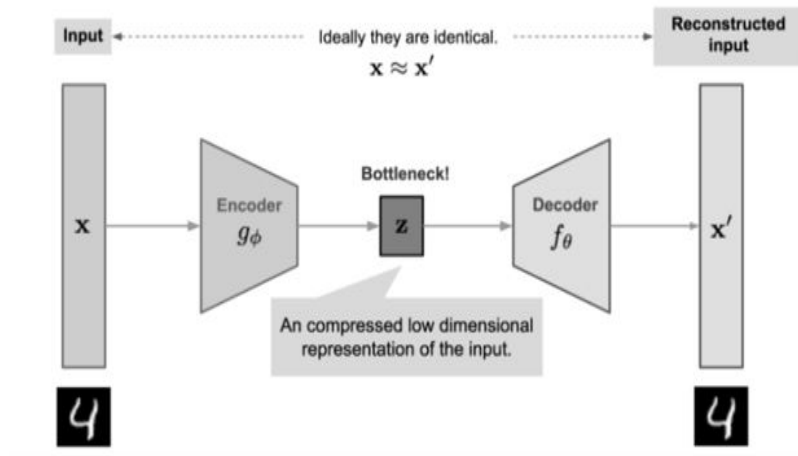 Input
Ideally they are identical.
x ≈ x′
Reconstructed
input
Bottleneck!
x
Encoder
gϕ
z
Decoder
fθ
x′
An compressed low dimensional
representation of the input.
4
4